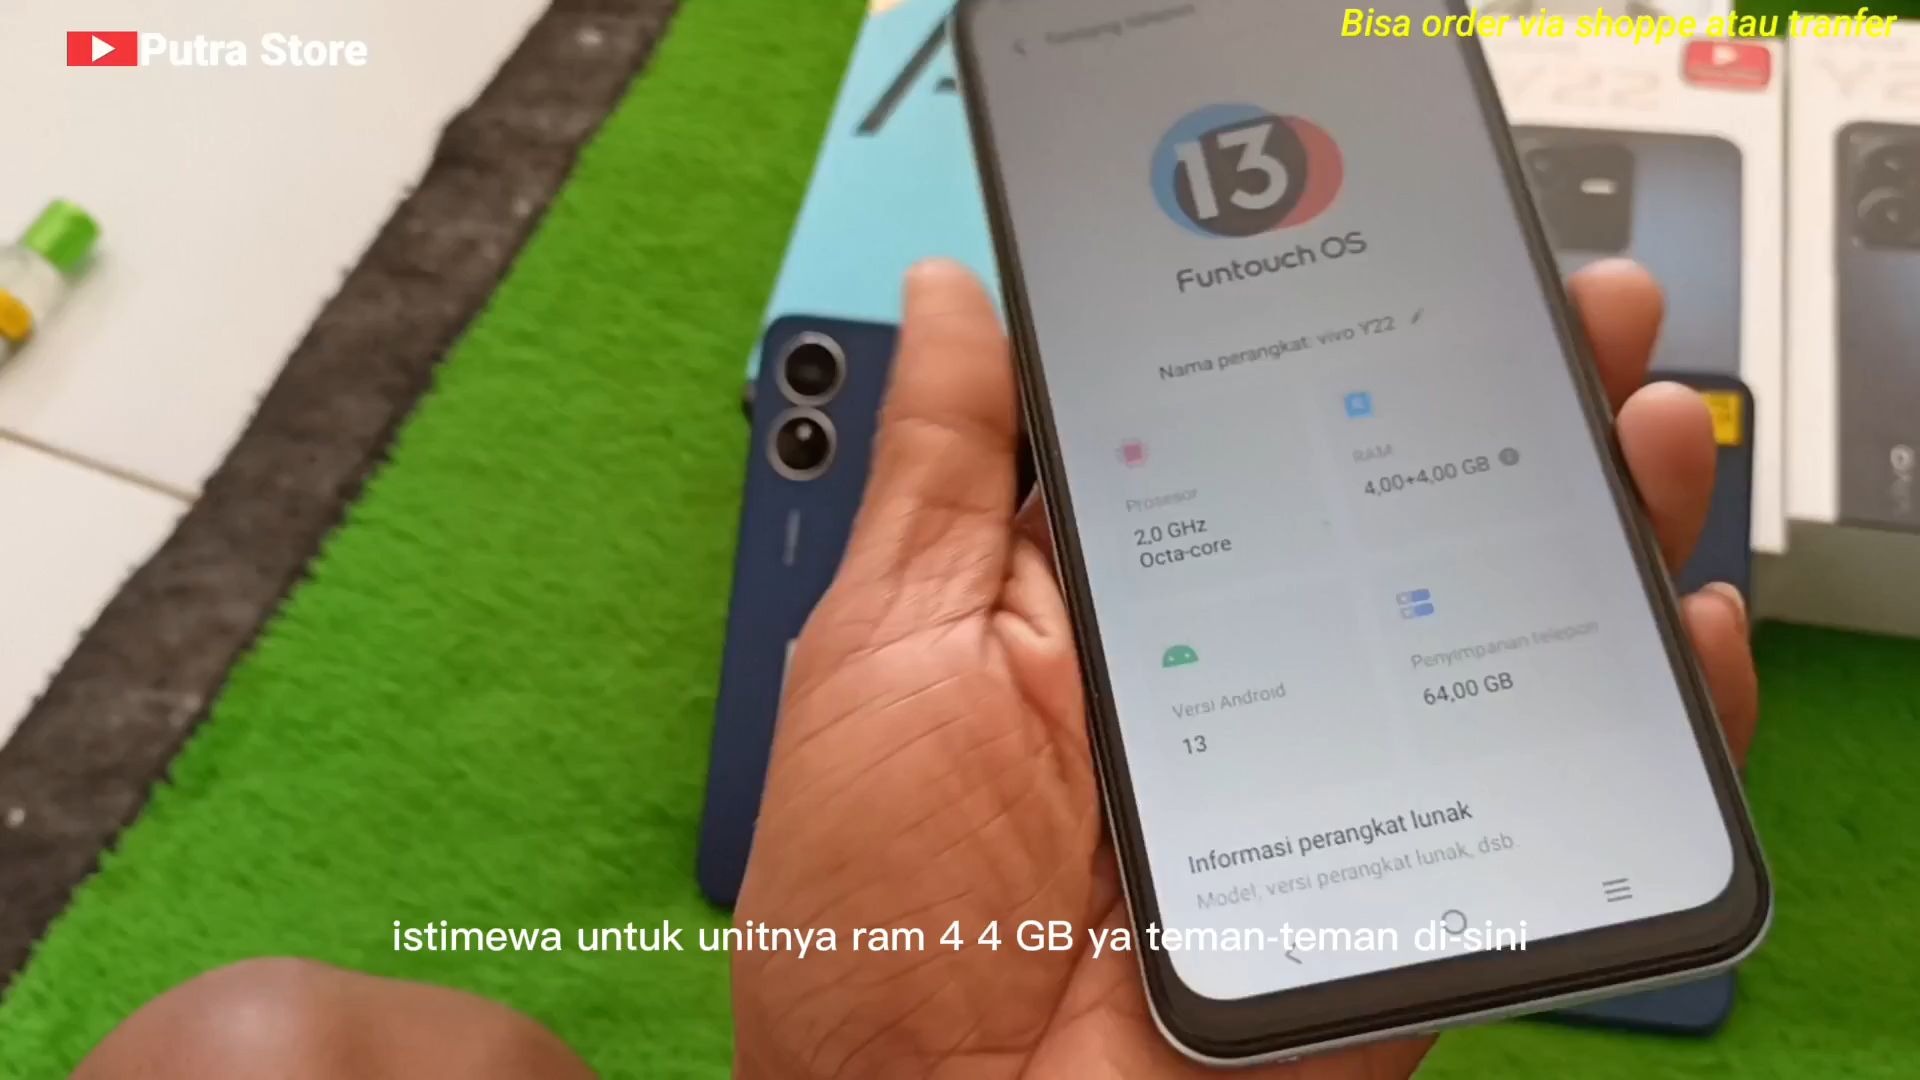 Putra Store
Bisa order via shoppe atau tranfer
Y22
13
Funtouch OS
Nama perangkat: vivo Y22
Prosesor
2,0 GHz
Octa-core
RAM
4,00+4,00 GB
Versi Android
13
Penyimpanan telepon
64,00 GB
Informasi perangkat lunak
Model, versi perangkat lunak, dsb.
istimewa untuk unitnya ram 4 4 GB ya teman-teman di-sini